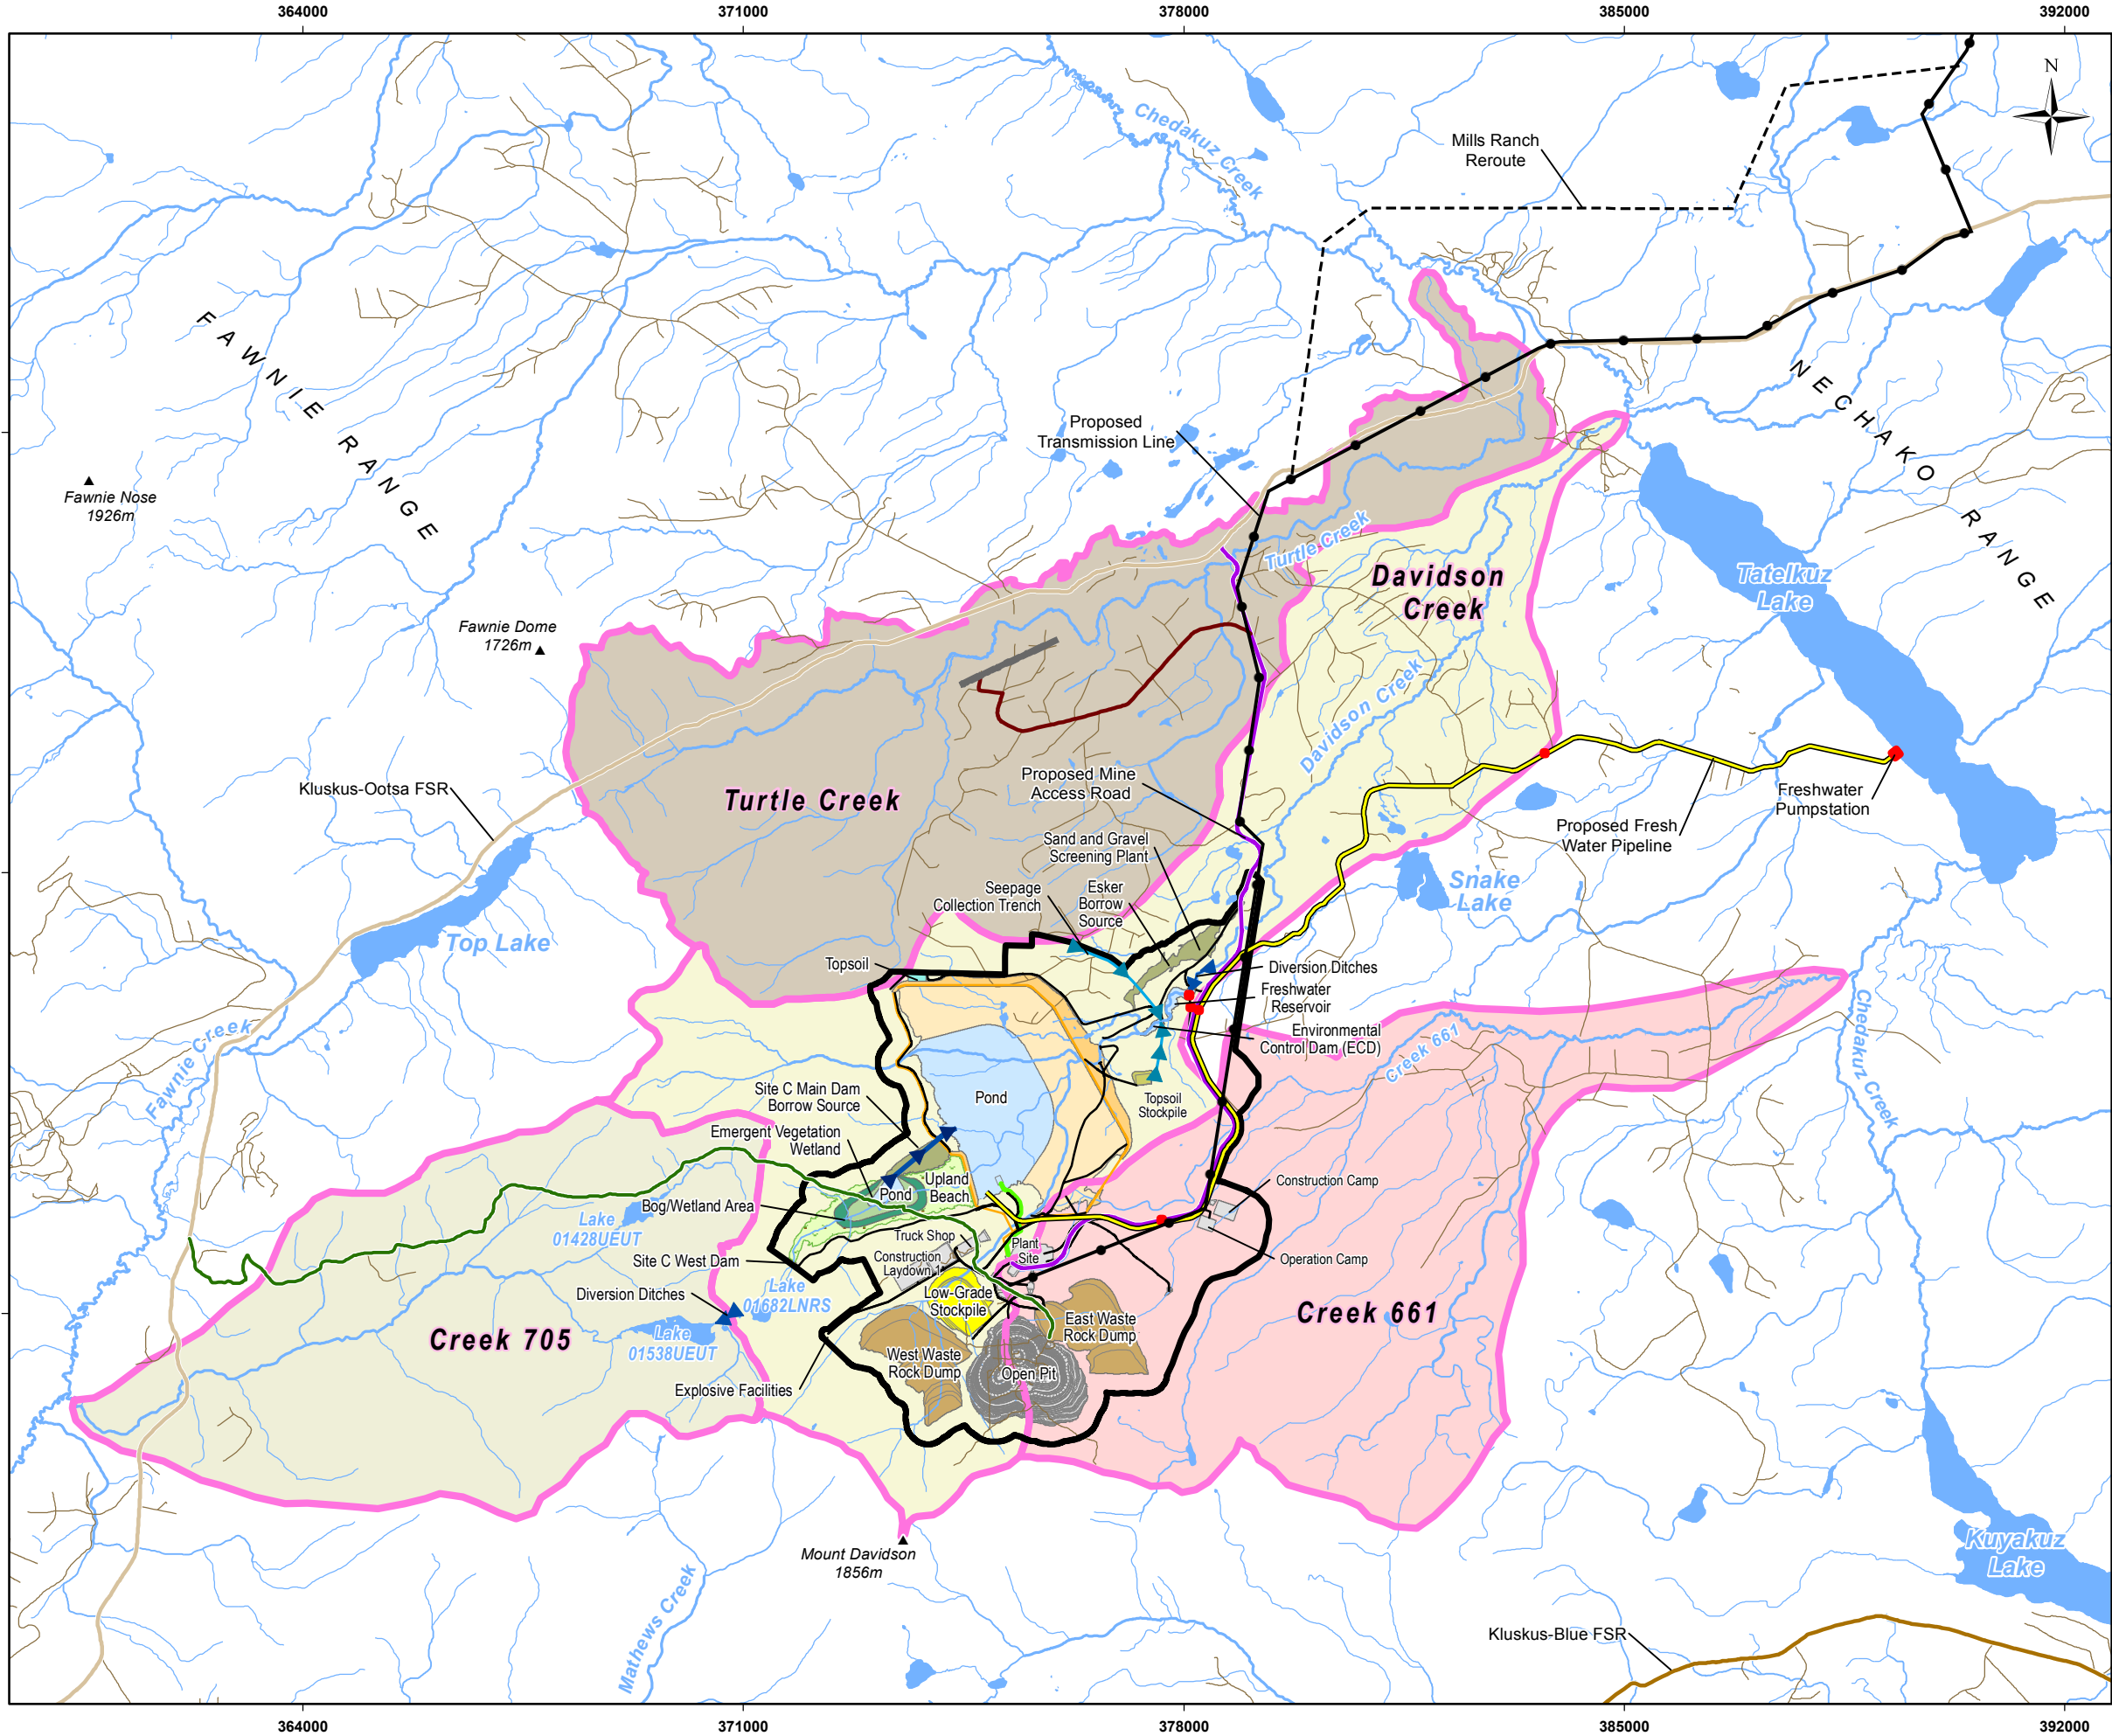 364000
371000
378000
385000
392000
N
Chedakuz Creek
Mills Ranch
Reroute
FAWNIE RANGE
NECHAKO RANGE
Proposed
Transmission Line
Fawnie Nose
1926m
Turtle Creek
Davidson
Creek
Tatelkuz
Lake
Fawnie Dome
1726m
Davidson Creek
Kluskus-Ootsa FSR
Turtle Creek
Proposed Mine
Access Road
Freshwater
Pumpstation
Proposed Fresh
Water Pipeline
Sand and Gravel
Screening Plant
Seepage
Collection Trench
Esker
Borrow
Source
Snake
Lake
Top Lake
Topsoil
Diversion Ditches
Freshwater
Reservoir
Environmental
Control Dam (ECD)
Creek 661
Chedakuz Creek
Fawnie Creek
Fawnie Creek
Site C Main Dam
Borrow Source
Pond
Topsoil
Stockpile
Emergent Vegetation
Wetland
Upland
Beach
Pond
Construction Camp
Bog/Wetland Area
Lake
01428UEUT
Truck Shop
Plant
Site
Site C West Dam
Construction
Laydown 1
Operation Camp
Diversion Ditches
Lake
01682LNRS
Low-Grade
Stockpile
Creek 705
Lake
01538UEUT
East Waste
Rock Dump
Creek 661
West Waste
Rock Dump
Open Pit
Explosive Facilities
Mount Davidson
1856m
Kuyakuz
Lake
Mathews Creek
Kluskus-Blue FSR
364000
371000
378000
385000
392000